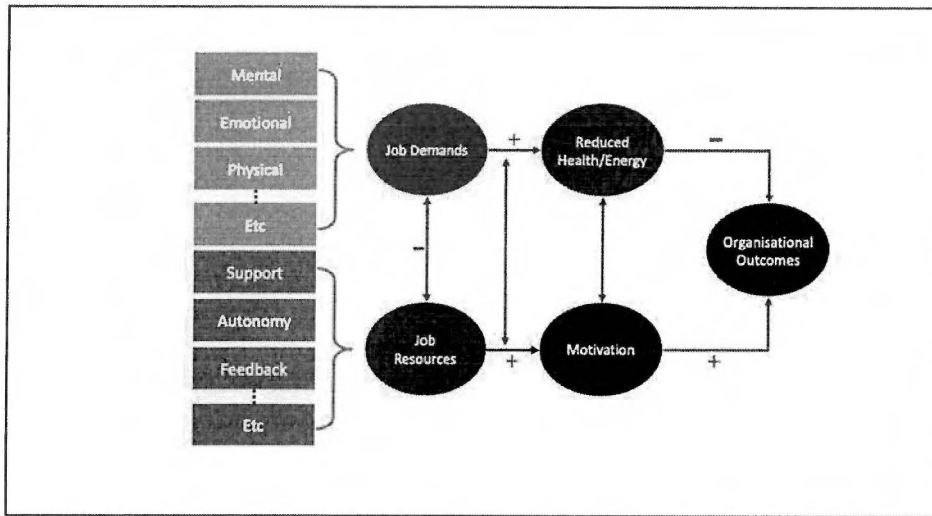 Mental
Emotional
Physical
Etc
Support
Autonomy
Feedback
Etc
Job Demands
Job
Resources
+
-
+
Reduced
Health/Energy
Motivation
-
+
Organisational
Outcomes